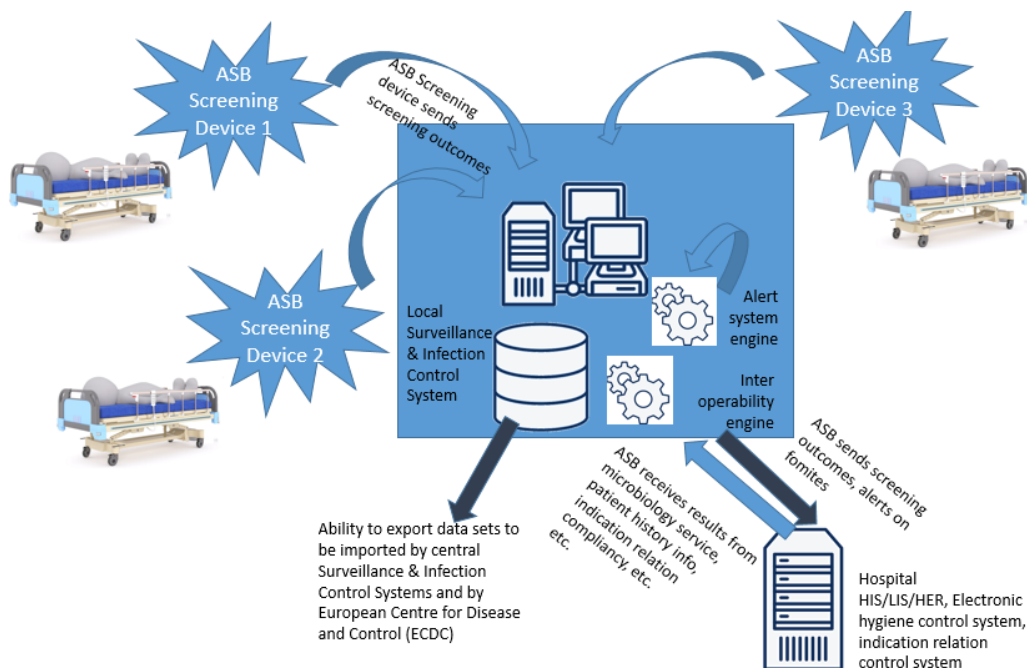 ASB
Screening
Device 1
ASB Screening
device sends
screening outcomes
ASB
Screening
Device 3
ASB
Screening
Device 2
Local
Surveillance
& Infection
Control
System
Alert
system
engine
Inter
operability
engine
Ability to export data sets to
be imported by central
Surveillance & Infection
Control Systems and by
European Centre for Disease
and Control (ECDC)
ASB receives results from
microbiology service,
patient history info,
indication relation
compliancy, etc.
etc.
ASB sends screening
outcomes, alerts on
fomites
Hospital
HIS/LIS/HER, Electronic
hygiene control system,
indication relation
control system